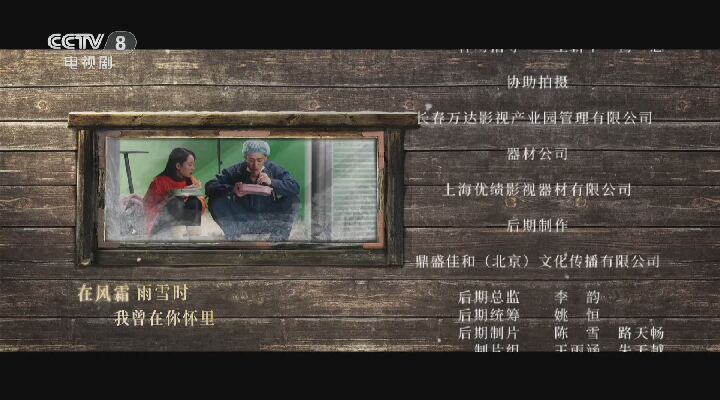 CCTV 8
电视剧
协助拍摄
长春万达影视产业园管理有限公司
器材公司
上海优绩影视器材有限公司
后期制作
鼎盛佳和（北京）文化传播有限公司
后期总监 李 韵
后期统筹 姚 恒
后期制片 陈 雪 路天畅
制片组
在风霜 雨雪时
我曾在你怀里